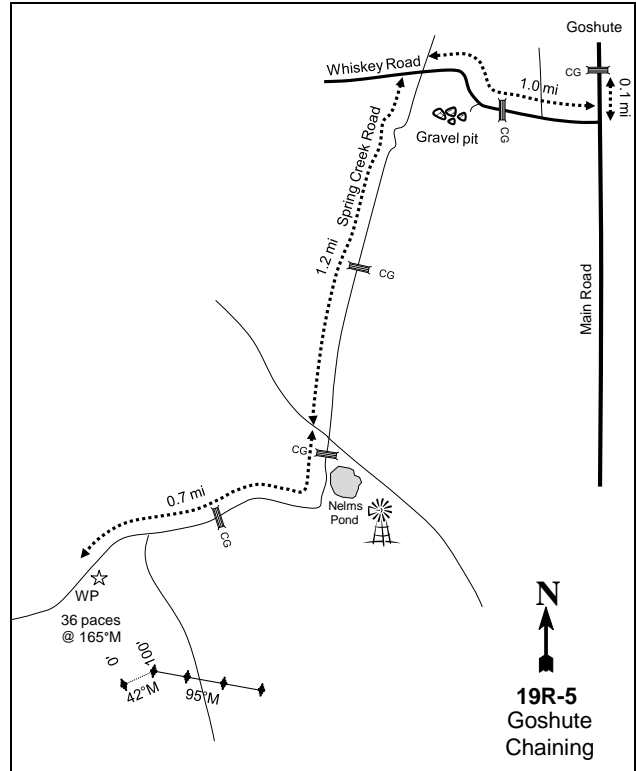 Goshute
CG
0.1 mi
Whiskey Road
1.0 mi
CG
Gravel pit
Spring Creek Road
1.2 mi
CG
Main Road
CG
Nelms
Pond
0.7 mi
CG
WP
36 paces
@ 165°M
0'
100'
42°M
95°M
N
19R-5
Goshute
Chaining